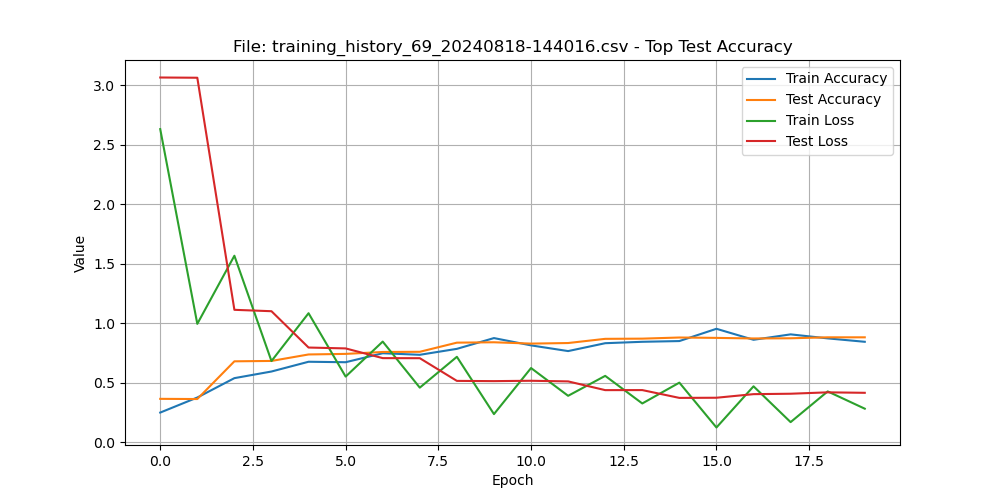 File: training_history_69_20240818-144016.csv - Top Test Accuracy
Train Accuracy
Test Accuracy
Train Loss
Test Loss
Value
3.0
2.5
2.0
1.5
1.0
0.5
0.0
0.0 2.5 5.0 7.5 10.0 12.5 15.0 17.5
Epoch